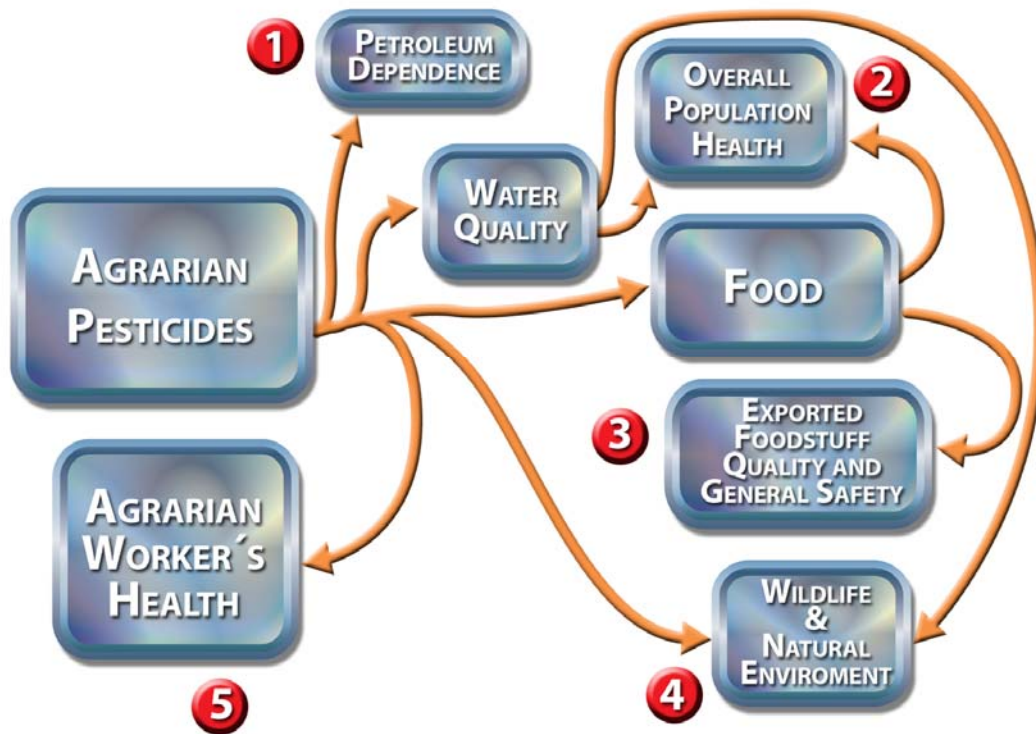 1
PETROLEUM
DEPENDENCE
OVERALL
POPULATION
HEALTH
2
WATER
QUALITY
AGRARIAN
PESTICIDES
FOOD
3
EXPORTED
FOODSTUFF
QUALITY AND
GENERAL SAFETY
AGRARIAN
WORKER´S
HEALTH
WILDLIFE
&
NATURAL
ENVIROMENT
4
5